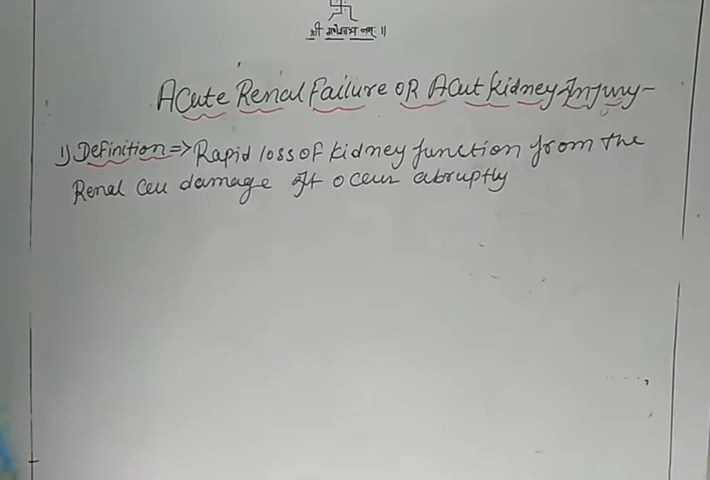 卐
श्री गणेशाय नमः ॥
Acute Renal Failure OR Acut Kidney Injury-
1) Definition => Rapid loss of kidney function from the
Renal Cell damage It occur abruptly